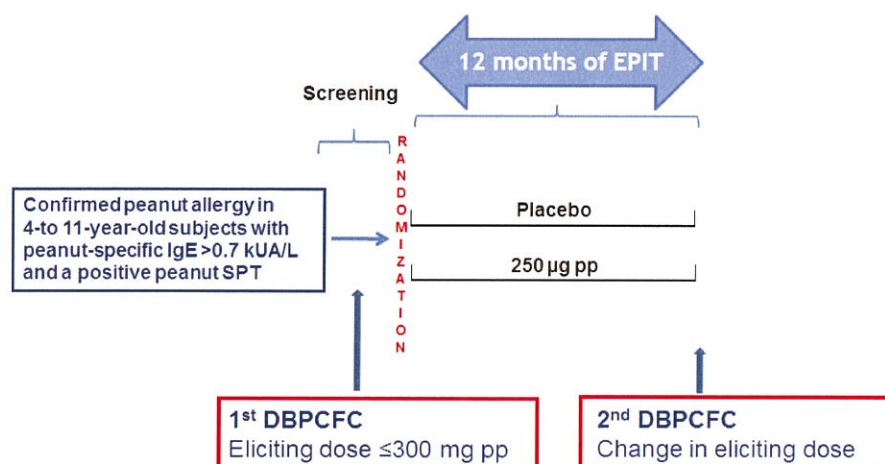 12 months of EPIT
Screening
RANDOMIZATION
Confirmed peanut allergy in
4-to 11-year-old subjects with
peanut-specific IgE >0.7 kUA/L
and a positive peanut SPT
Placebo
250 µg pp
1st DBPCFC
Eliciting dose ≤300 mg pp
2nd DBPCFC
Change in eliciting dose